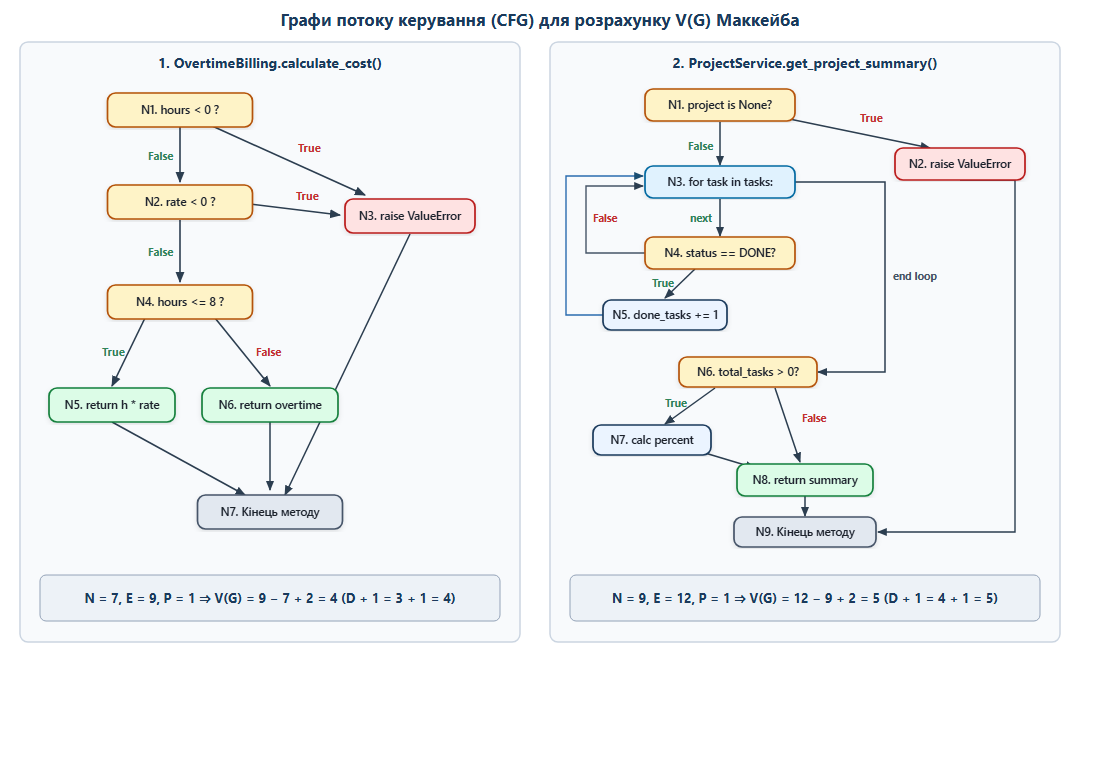 Графи потоку керування (CFG) для розрахунку V(G) Маккейба
1. OvertimeBilling.calculate_cost()
N1. hours < 0 ?
True
False
N2. rate < 0 ?
True
N3. raise ValueError
False
N4. hours <= 8 ?
True
False
N5. return h * rate
N6. return overtime
N7. Кінець методу
N = 7, E = 9, P = 1 ⇒ V(G) = 9 − 7 + 2 = 4 (D + 1 = 3 + 1 = 4)
2. ProjectService.get_project_summary()
N1. project is None?
True
False
N2. raise ValueError
N3. for task in tasks:
False
next
N4. status == DONE?
end loop
True
N5. done_tasks += 1
N6. total_tasks > 0?
True
False
N7. calc percent
N8. return summary
N9. Кінець методу
N = 9, E = 12, P = 1 ⇒ V(G) = 12 − 9 + 2 = 5 (D + 1 = 4 + 1 = 5)